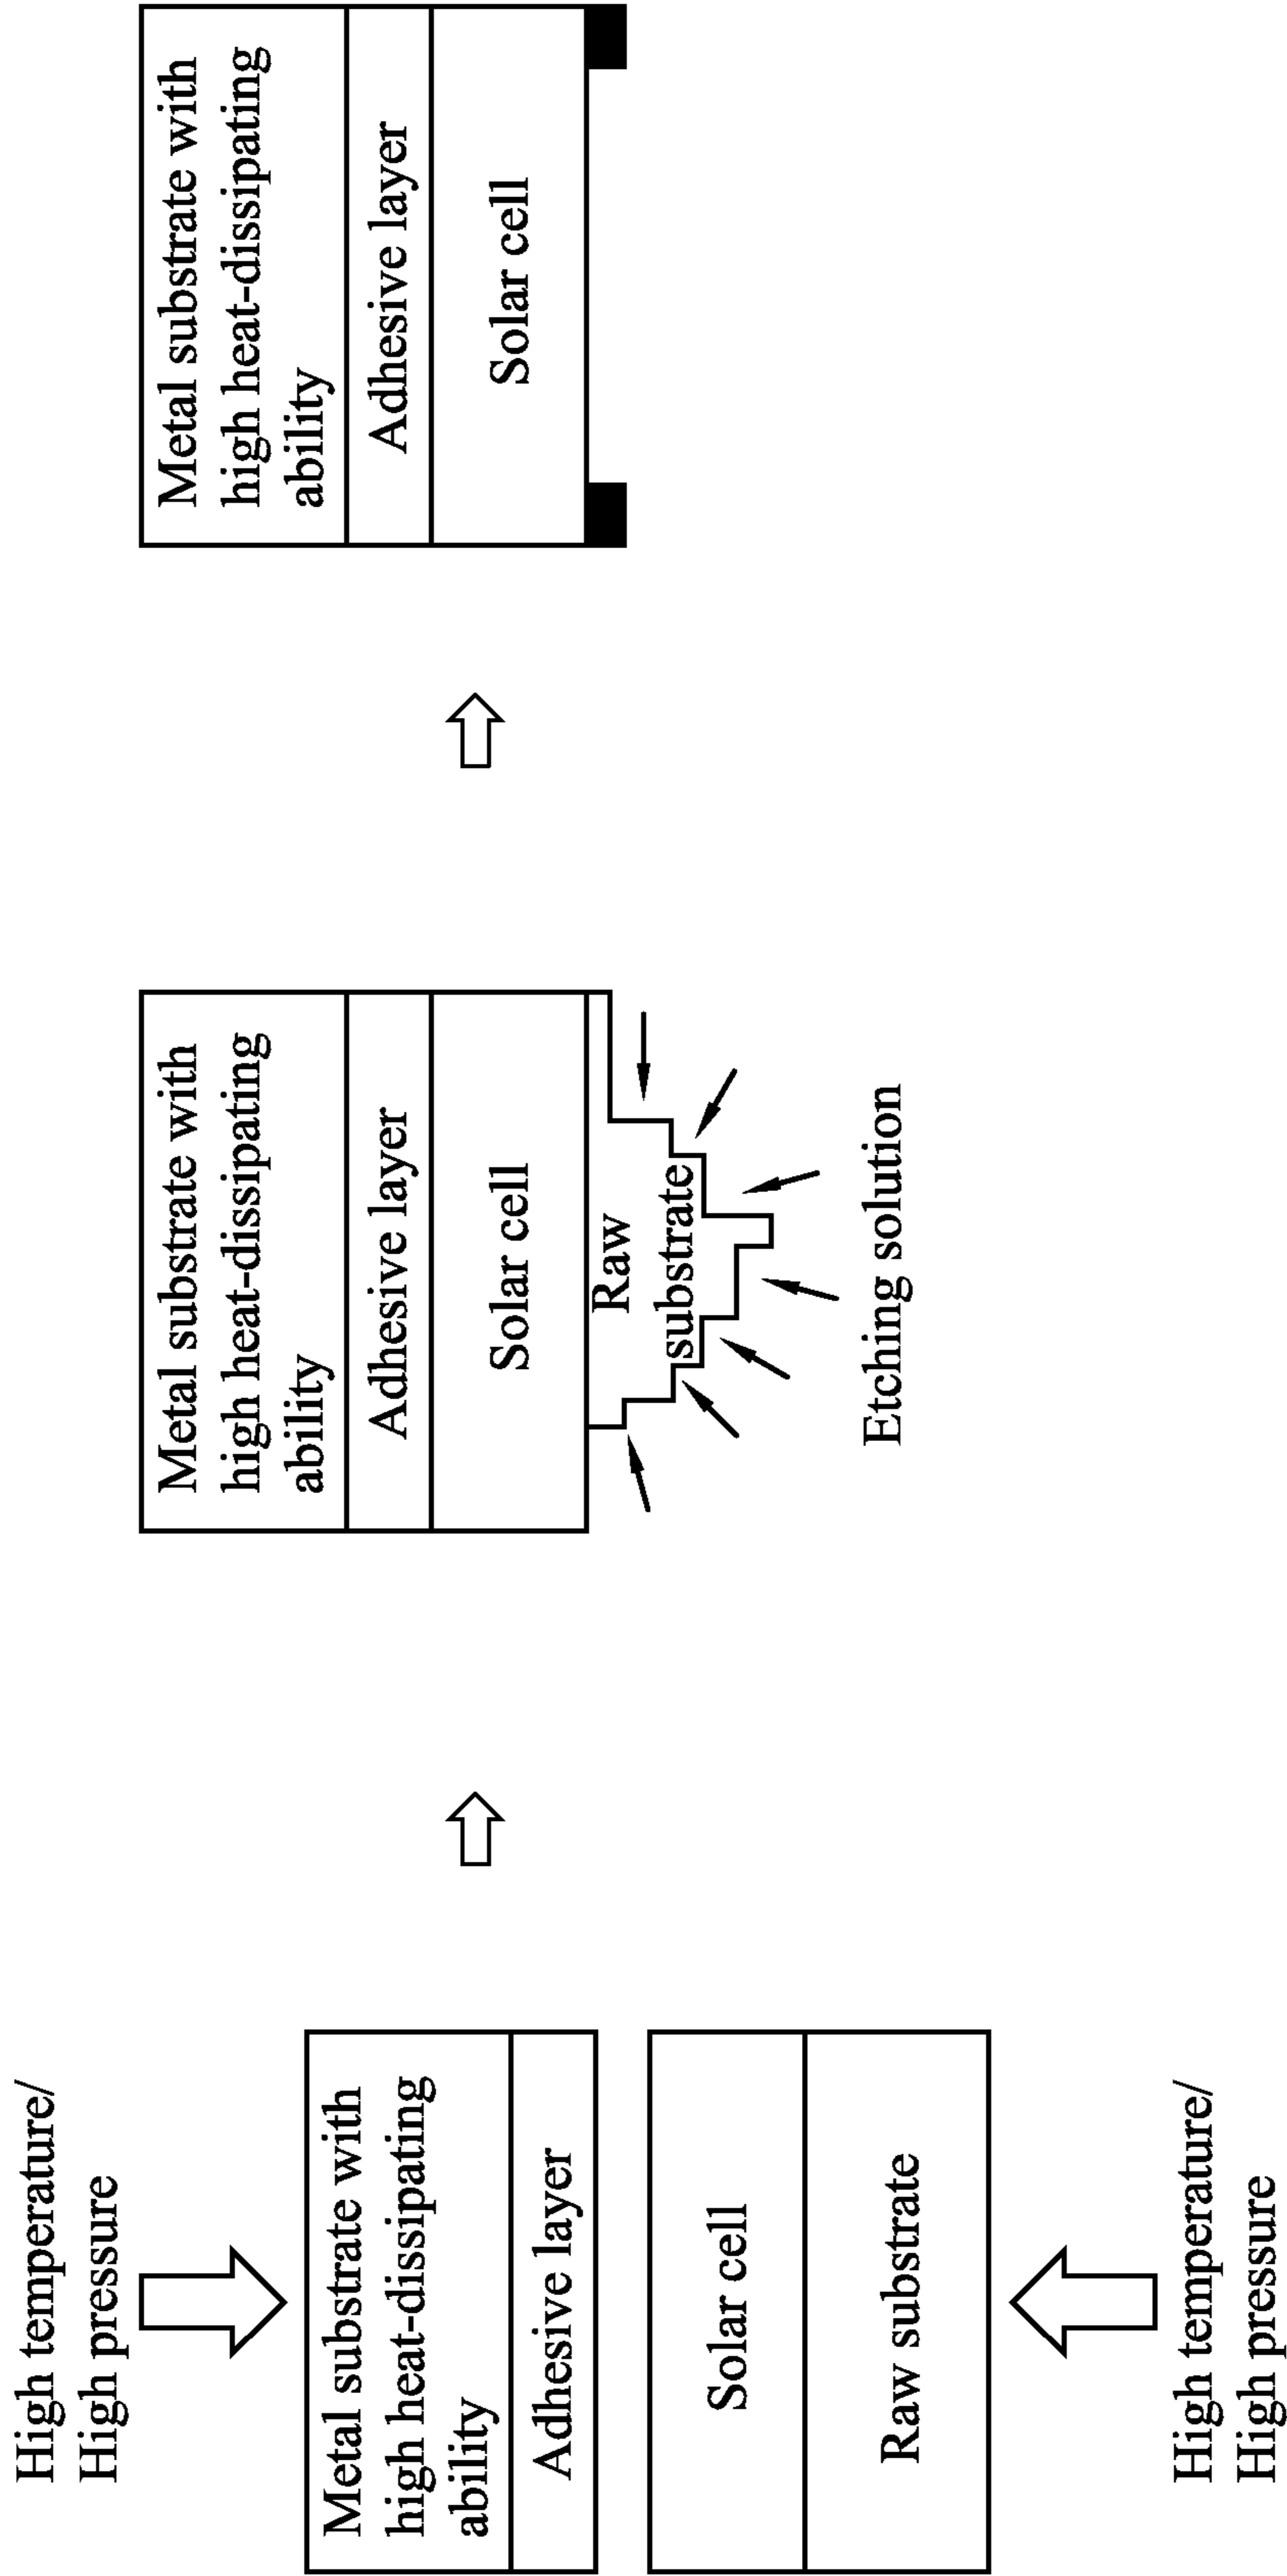 High temperature/
High pressure
Metal substrate with
high heat-dissipating
ability
Adhesive layer
Solar cell
Raw substrate
High temperature/
High pressure
Metal substrate with
high heat-dissipating
ability
Adhesive layer
Solar cell
Raw
substrate
Etching solution
Metal substrate with
high heat-dissipating
ability
Adhesive layer
Solar cell